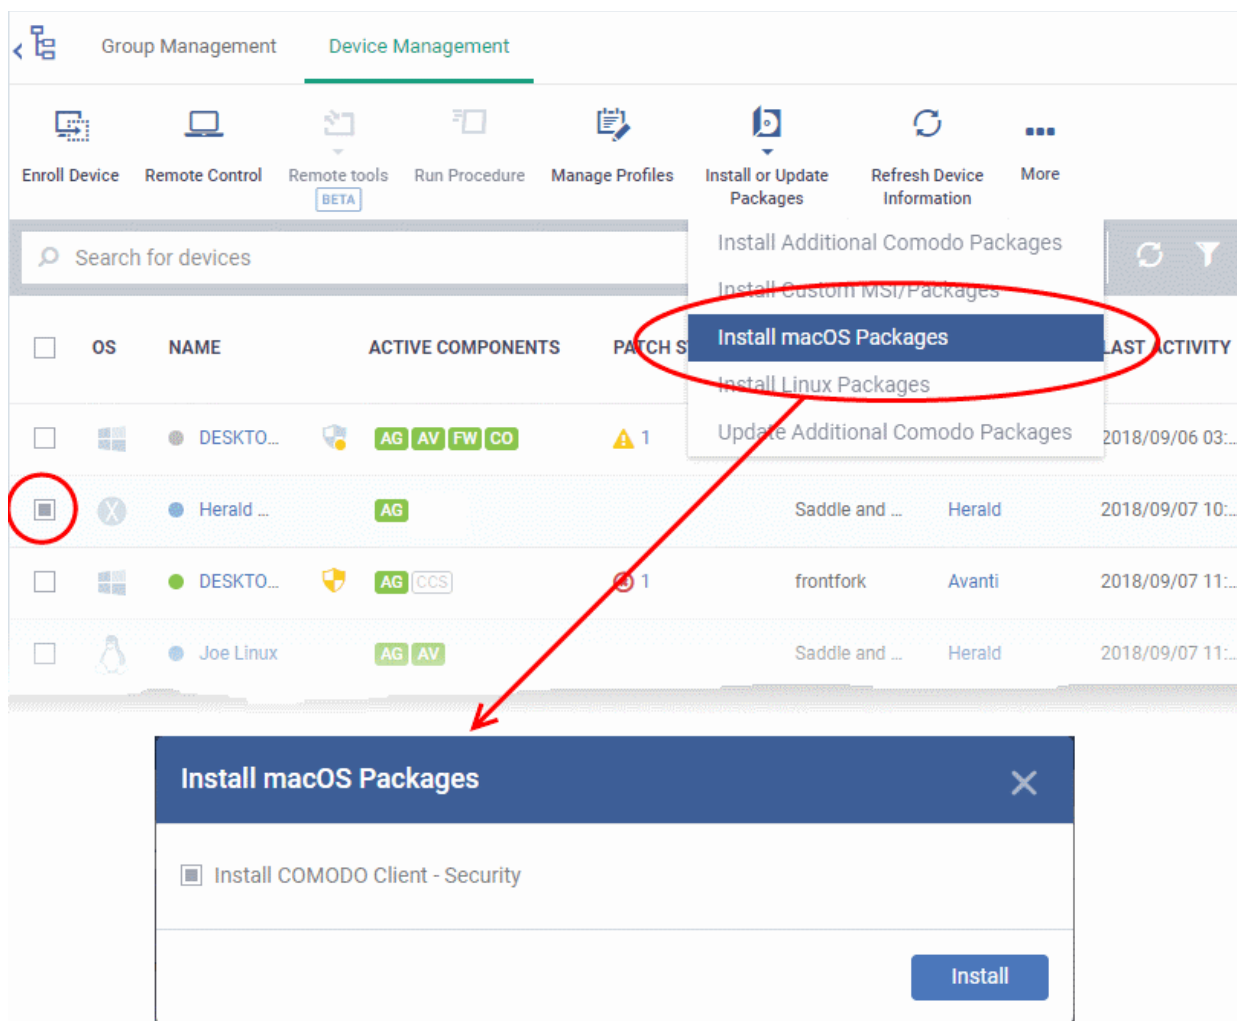 Group Management
Device Management
Enroll Device
Remote Control
Remote tools
BETA
Run Procedure
Manage Profiles
Install or Update
Packages
Refresh Device
Information
More
Search for devices
Install Additional Comodo Packages
Install Custom MSI/Packages
Install macOS Packages
Install Linux Packages
Update Additional Comodo Packages
OS NAME ACTIVE COMPONENTS PATCH S LAST ACTIVITY
DESKTO... AG AV FW CO 1 2018/09/06 03:...
X Herald ... AG Saddle and ... Herald 2018/09/07 10:...
DESKTO... AG CCS 1 frontfork Avanti 2018/09/07 11:...
Joe Linux AG AV Saddle and ... Herald 2018/09/07 11:...
Install macOS Packages
Install COMODO Client - Security
Install